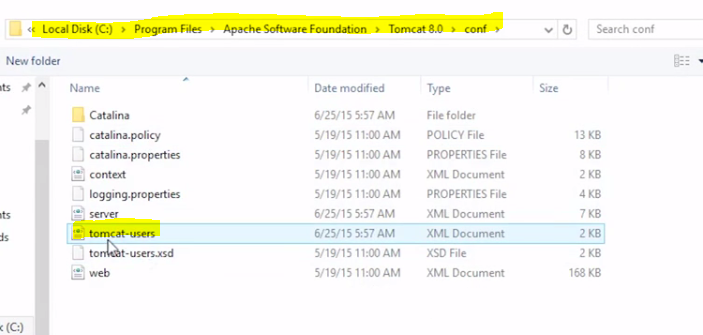 « Local Disk (C:) > Program Files > Apache Software Foundation > Tomcat 8.0 > conf > Search conf
New folder
Name Date modified Type Size
nts
Catalina 6/25/15 5:57 AM File folder
catalina.policy 5/19/15 11:00 AM POLICY File 13 KB
catalina.properties 5/19/15 11:00 AM PROPERTIES File 8 KB
context 5/19/15 11:00 AM XML Document 2 KB
logging.properties 5/19/15 11:00 AM PROPERTIES File 4 KB
nts server 6/25/15 5:57 AM XML Document 7 KB
ds tomcat-users 6/25/15 5:57 AM XML Document 2 KB
tomcat-users.xsd 5/19/15 11:00 AM XSD File 2 KB
web 5/19/15 11:00 AM XML Document 168 KB
k (C:)